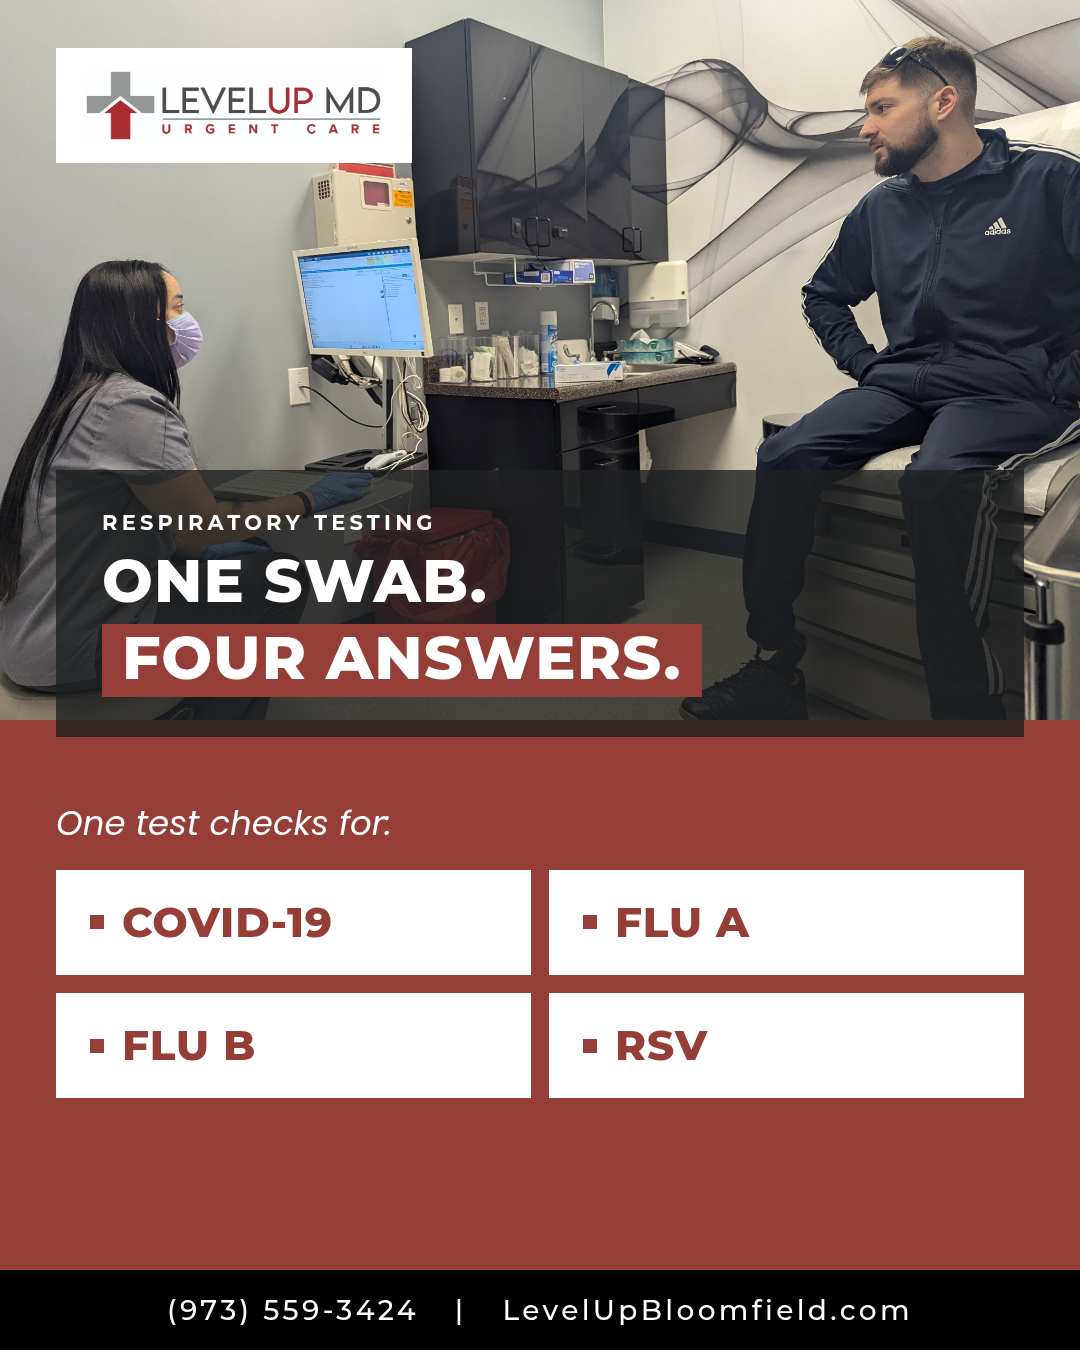 LEVELUP MD
URGENT CARE
adidas
RESPIRATORY TESTING
ONE SWAB.
FOUR ANSWERS.
One test checks for:
COVID-19
FLU A
FLU B
RSV
(973) 559-3424 | LevelUpBloomfield.com